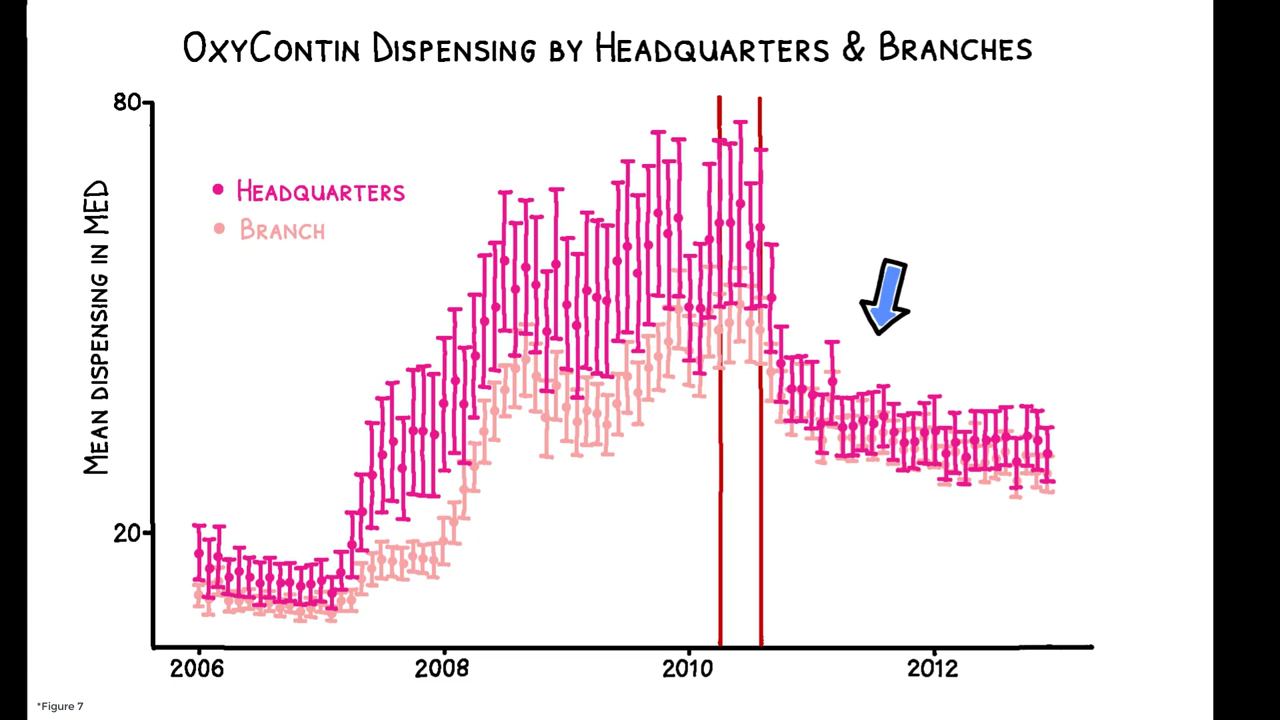 OxyContin Dispensing by Headquarters & Branches
80
Mean dispensing in MED
Headquarters
Branch
20
2006
2008
2010
2012
*Figure 7